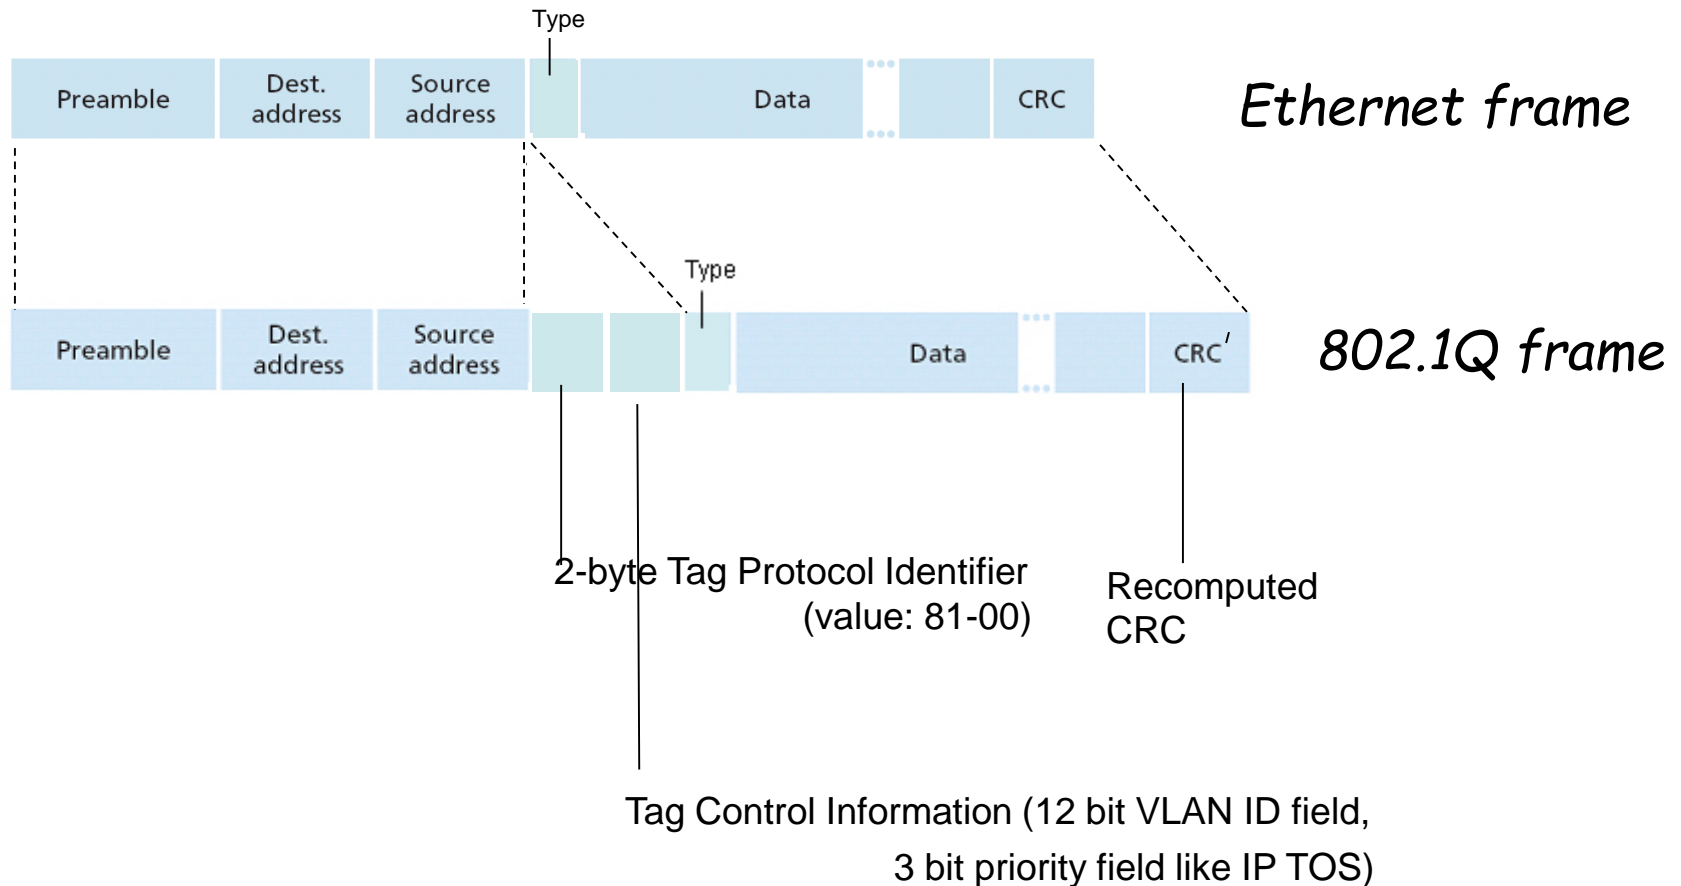 Type
Preamble
Dest.
address
Source
address
Data
CRC
Ethernet frame
Type
Preamble
Dest.
address
Source
address
Data
CRC′
802.1Q frame
2-byte Tag Protocol Identifier
(value: 81-00)
Recomputed
CRC
Tag Control Information (12 bit VLAN ID field,
3 bit priority field like IP TOS)